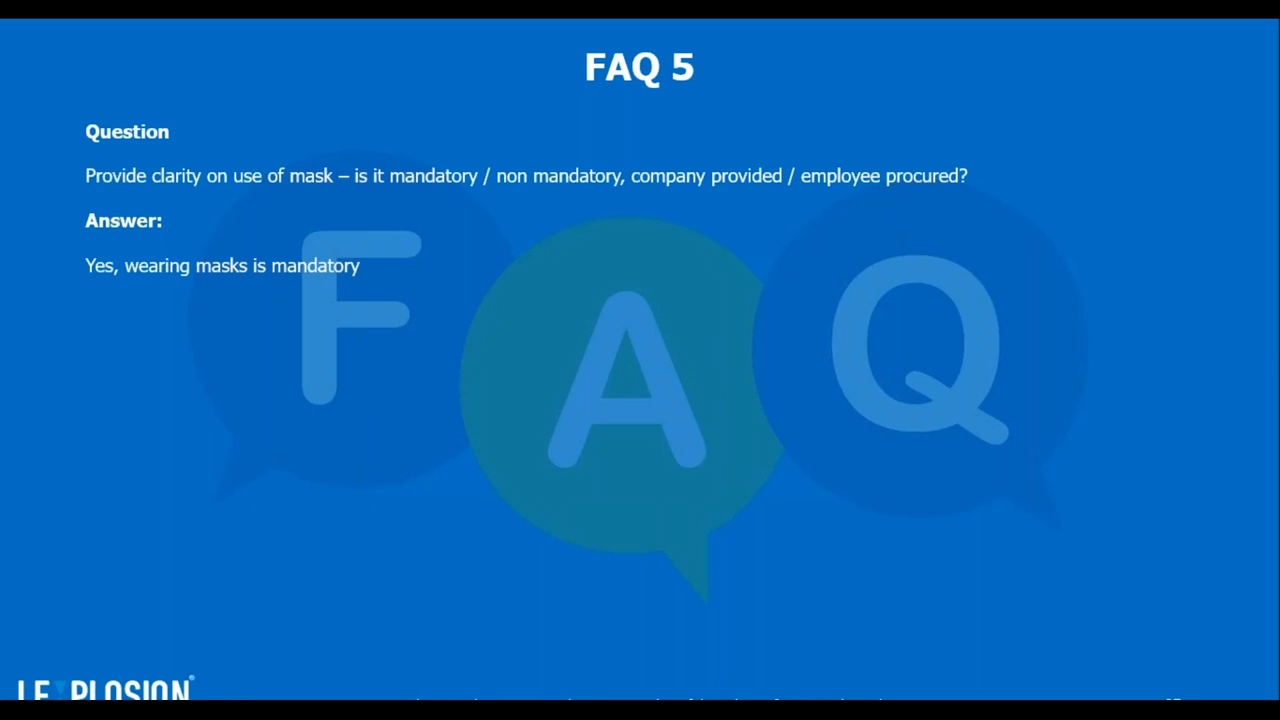 FAQ 5
Question
Provide clarity on use of mask – is it mandatory / non mandatory, company provided / employee procured?
Answer:
Yes, wearing masks is mandatory
F A Q
LEXPLOSION®